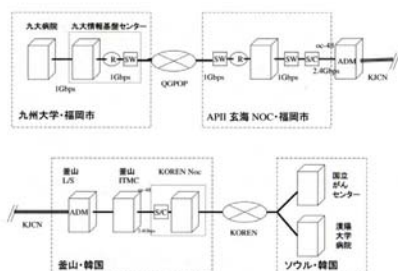 九大病院 九大情報基盤センター
R SW
1Gbps 1Gbps
QGPOP
九州大学・福岡市
oc-48
SW R SW S/C ADM
1Gbps 1Gbps 2.4Gbps
KJCN
APII 玄海 NOC・福岡市
釜山 L/S
釜山 ITMC
KOREN Noc
KJCN
ADM
S/C
KOREN
国立がんセンター
漢陽大学病院
釜山・韓国
ソウル・韓国